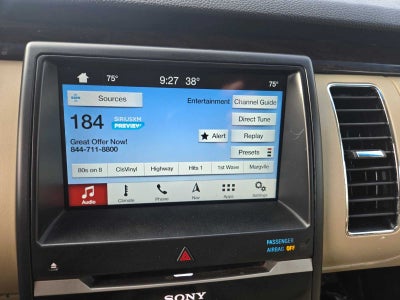 75° 9:27 38° 75°
Sources Entertainment Channel Guide
184 SIRIUSXM PREVIEW Direct Tune
Great Offer Now! Alert Replay
844-711-8800 Presets
80s on 8 ClsVinyl Highway Hits 1 1st Wave Margrville
Audio Climate Phone Nav Apps Settings
PASSENGER
AIRBAG OFF
SONY